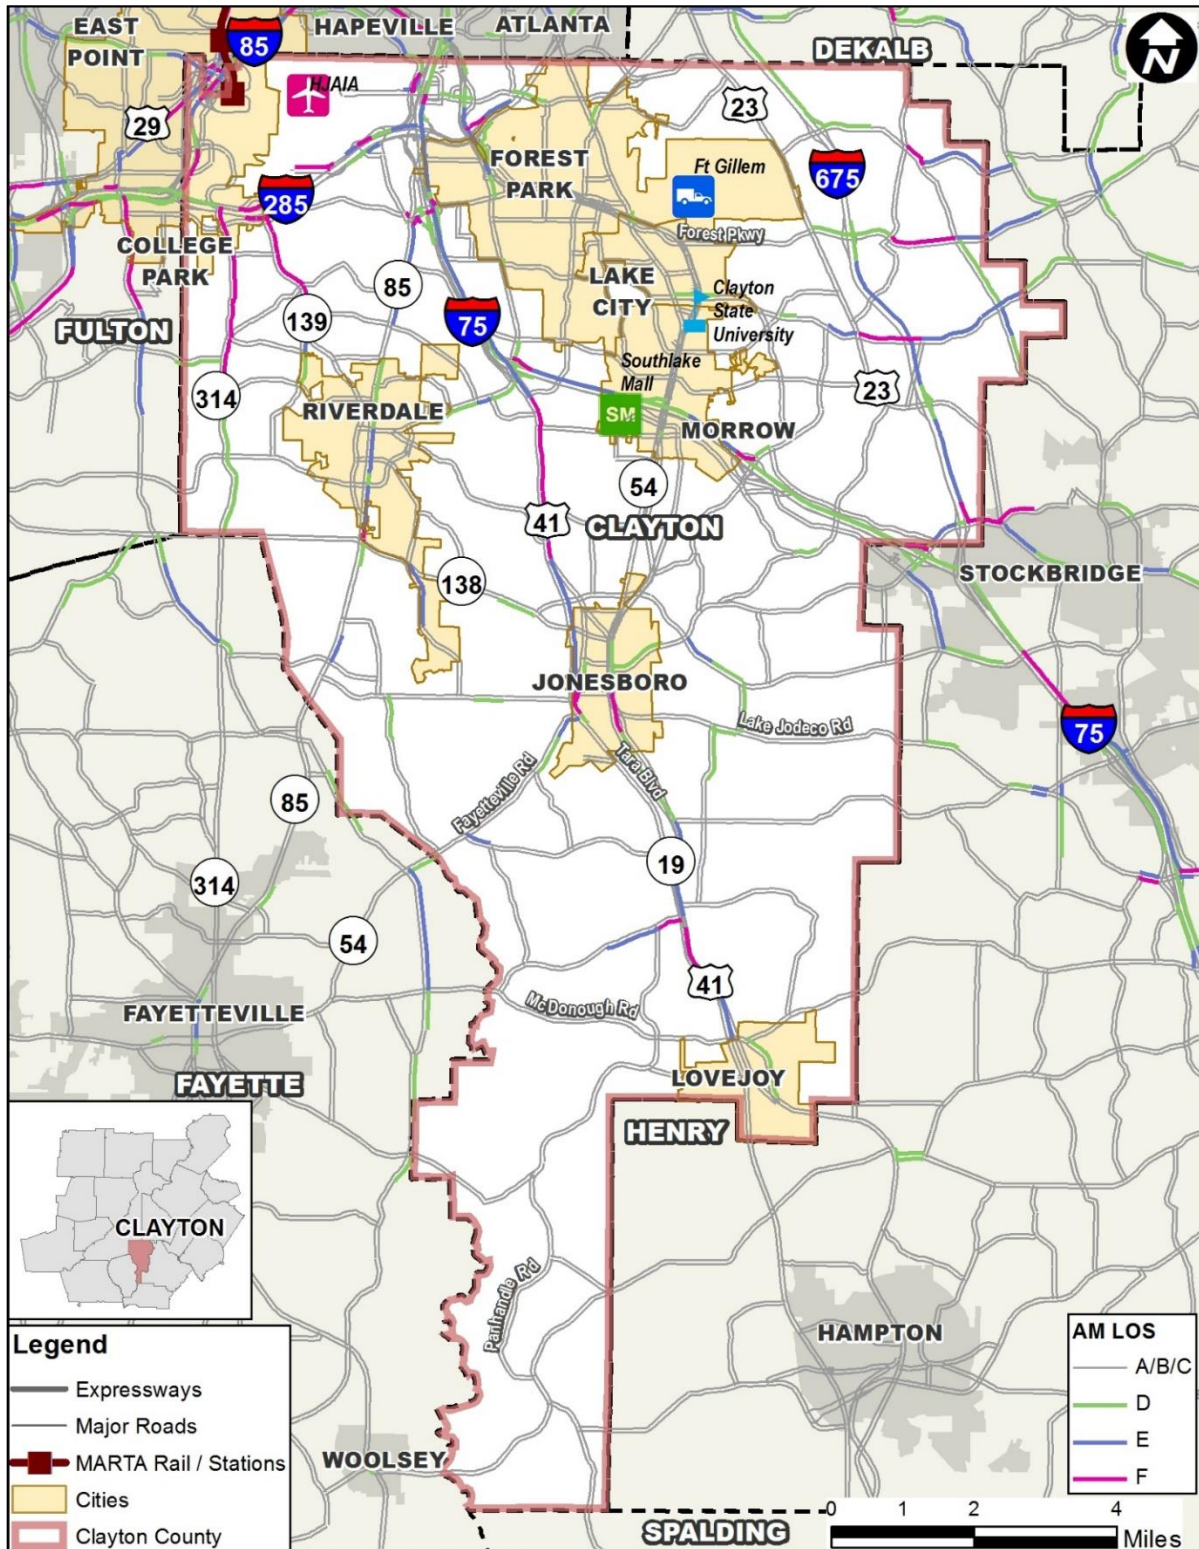 EAST
POINT
85
HAPEVILLE
ATLANTA
DEKALB
N
HJAIA
29
23
FOREST
PARK
Ft Gillem
675
285
Forest Pkwy
COLLEGE
PARK
LAKE
CITY
85
Clayton
State
University
FULTON
139
75
Southlake
Mall
314
23
RIVERDALE
SM
MORROW
54
41
CLAYTON
138
STOCKBRIDGE
JONESBORO
Lake Jodeco Rd
75
Fayetteville Rd
Tara Blvd
85
19
314
54
41
McDonough Rd
FAYETTEVILLE
LOVEJOY
FAYETTE
HENRY
CLAYTON
Panhandle Rd
HAMPTON
WOOLSEY
SPALDING
Legend
Expressways
Major Roads
MARTA Rail / Stations
Cities
Clayton County
AM LOS
A/B/C
D
E
F
0 1 2 4
Miles